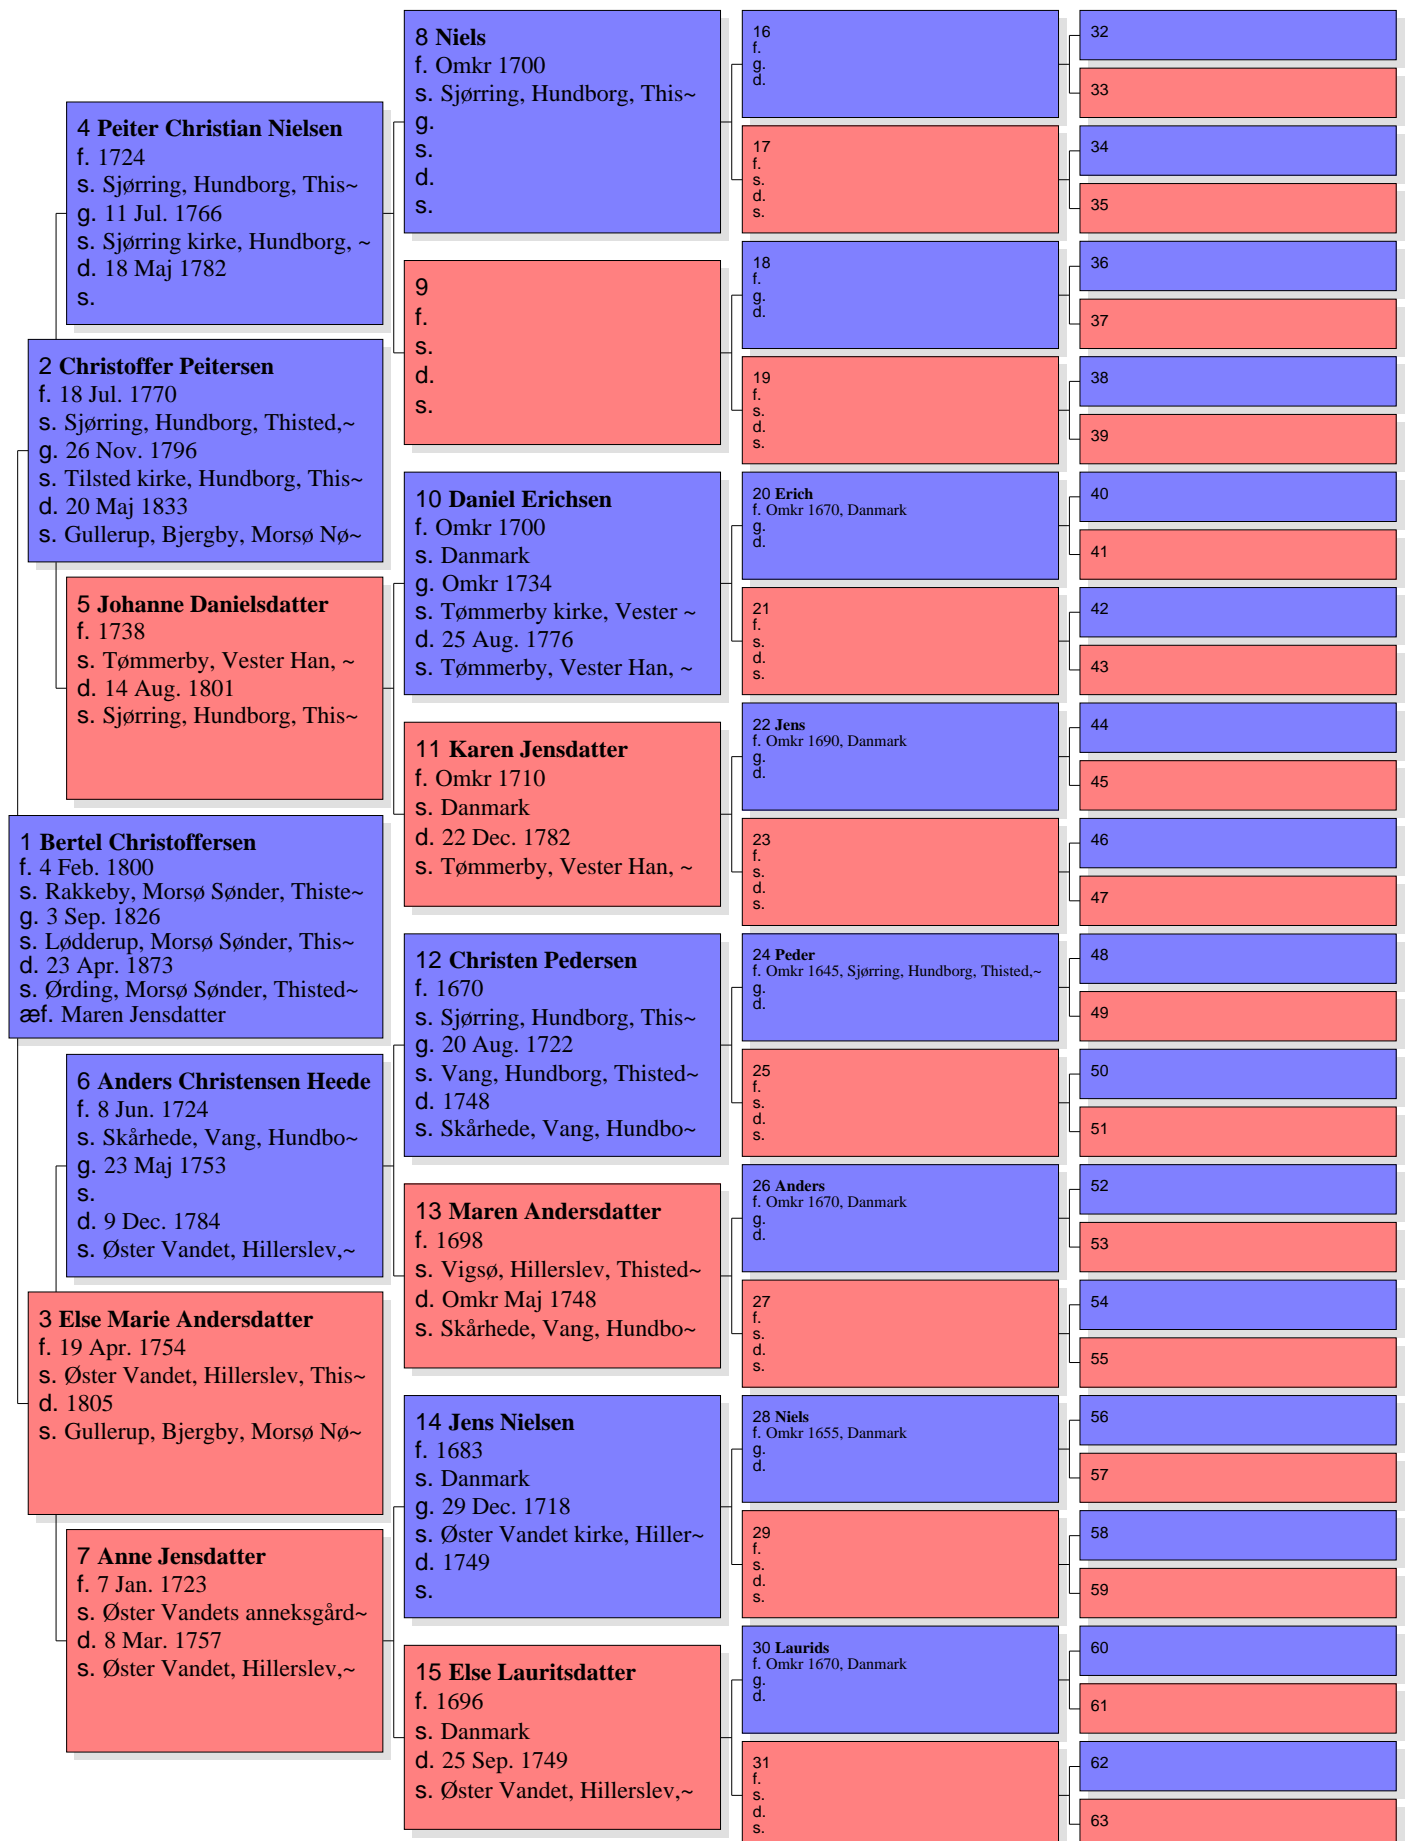 8 Niels
f. Omkr 1700
s. Sjørring, Hundborg, This~
g.
s.
d.
s.
16
f.
g.
d.
32
33
4 Peiter Christian Nielsen
f. 1724
s. Sjørring, Hundborg, This~
g. 11 Jul. 1766
s. Sjørring kirke, Hundborg, ~
d. 18 Maj 1782
s.
17
f.
s.
d.
s.
34
35
9
f.
s.
d.
s.
18
f.
g.
d.
36
37
2 Christoffer Peitersen
f. 18 Jul. 1770
s. Sjørring, Hundborg, Thisted,~
g. 26 Nov. 1796
s. Tilsted kirke, Hundborg, This~
d. 20 Maj 1833
s. Gullerup, Bjergby, Morsø Nø~
19
f.
s.
d.
s.
38
39
10 Daniel Erichsen
f. Omkr 1700
s. Danmark
g. Omkr 1734
s. Tømmerby kirke, Vester ~
d. 25 Aug. 1776
s. Tømmerby, Vester Han, ~
20 Erich
f. Omkr 1670, Danmark
g.
d.
40
41
5 Johanne Danielsdatter
f. 1738
s. Tømmerby, Vester Han, ~
d. 14 Aug. 1801
s. Sjørring, Hundborg, This~
21
f.
s.
d.
s.
42
43
11 Karen Jensdatter
f. Omkr 1710
s. Danmark
d. 22 Dec. 1782
s. Tømmerby, Vester Han, ~
22 Jens
f. Omkr 1690, Danmark
g.
d.
44
45
1 Bertel Christoffersen
f. 4 Feb. 1800
s. Rakkeby, Morsø Sønder, Thiste~
g. 3 Sep. 1826
s. Lødderup, Morsø Sønder, This~
d. 23 Apr. 1873
s. Ørding, Morsø Sønder, Thisted~
æf. Maren Jensdatter
23
f.
s.
d.
s.
46
47
12 Christen Pedersen
f. 1670
s. Sjørring, Hundborg, This~
g. 20 Aug. 1722
s. Vang, Hundborg, Thisted~
d. 1748
s. Skårhede, Vang, Hundbo~
24 Peder
f. Omkr 1645, Sjørring, Hundborg, Thisted,~
g.
d.
48
49
6 Anders Christensen Heede
f. 8 Jun. 1724
s. Skårhede, Vang, Hundbo~
g. 23 Maj 1753
s.
d. 9 Dec. 1784
s. Øster Vandet, Hillerslev,~
25
f.
s.
d.
s.
50
51
13 Maren Andersdatter
f. 1698
s. Vigsø, Hillerslev, Thisted~
d. Omkr Maj 1748
s. Skårhede, Vang, Hundbo~
26 Anders
f. Omkr 1670, Danmark
g.
d.
52
53
3 Else Marie Andersdatter
f. 19 Apr. 1754
s. Øster Vandet, Hillerslev, This~
d. 1805
s. Gullerup, Bjergby, Morsø Nø~
27
f.
s.
d.
s.
54
55
14 Jens Nielsen
f. 1683
s. Danmark
g. 29 Dec. 1718
s. Øster Vandet kirke, Hiller~
d. 1749
s.
28 Niels
f. Omkr 1655, Danmark
g.
d.
56
57
7 Anne Jensdatter
f. 7 Jan. 1723
s. Øster Vandets anneksgård~
d. 8 Mar. 1757
s. Øster Vandet, Hillerslev,~
29
f.
s.
d.
s.
58
59
15 Else Lauritsdatter
f. 1696
s. Danmark
d. 25 Sep. 1749
s. Øster Vandet, Hillerslev,~
30 Laurids
f. Omkr 1670, Danmark
g.
d.
60
61
31
f.
s.
d.
s.
62
63